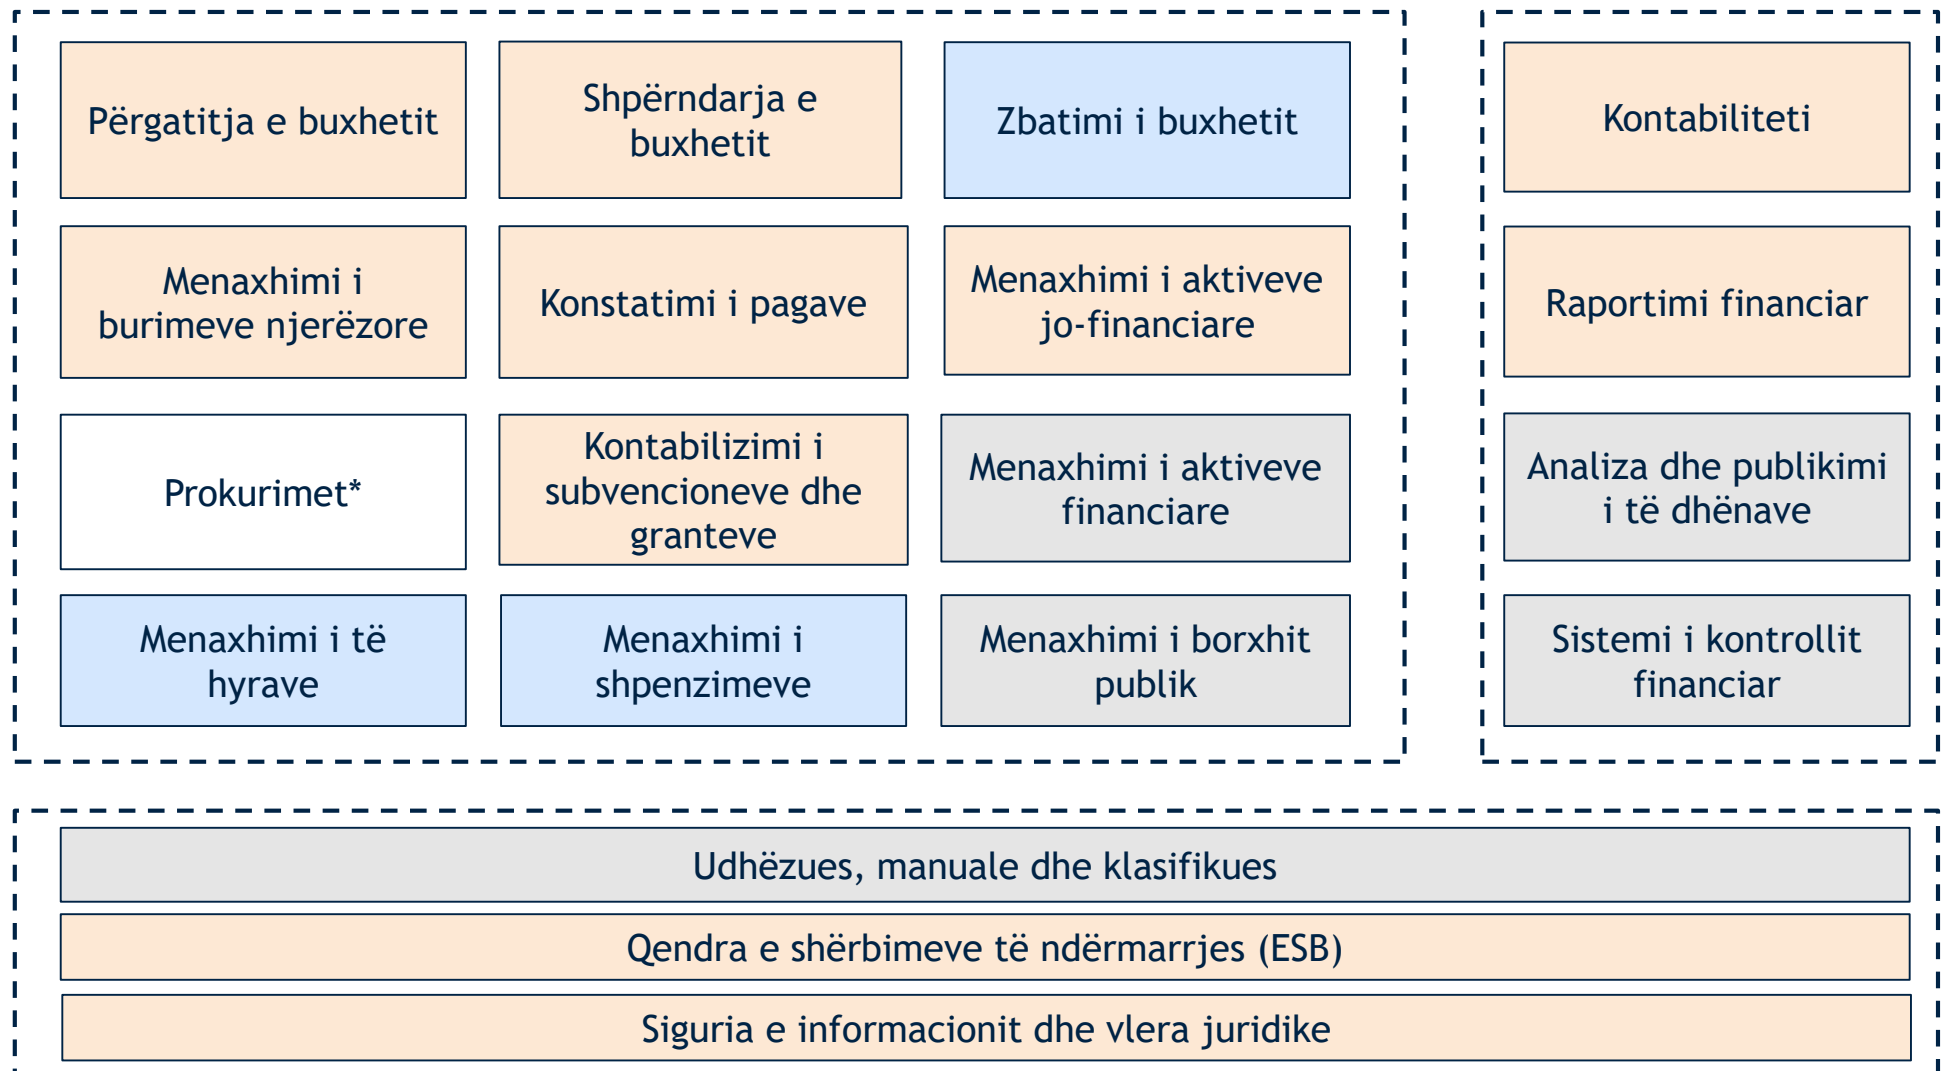 Përgatitja e buxhetit
Shpërndarja e
buxhetit
Zbatimi i buxhetit
Kontabiliteti
Menaxhimi i
burimeve njerëzore
Konstatimi i pagave
Menaxhimi i aktiveve
jo-financiare
Raportimi financiar
Prokurimet*
Kontabilizimi i
subvencioneve dhe
granteve
Menaxhimi i aktiveve
financiare
Analiza dhe publikimi
i të dhënave
Menaxhimi i të
hyrave
Menaxhimi i
shpenzimeve
Menaxhimi i borxhit
publik
Sistemi i kontrollit
financiar
Udhëzues, manuale dhe klasifikues
Qendra e shërbimeve të ndërmarrjes (ESB)
Siguria e informacionit dhe vlera juridike